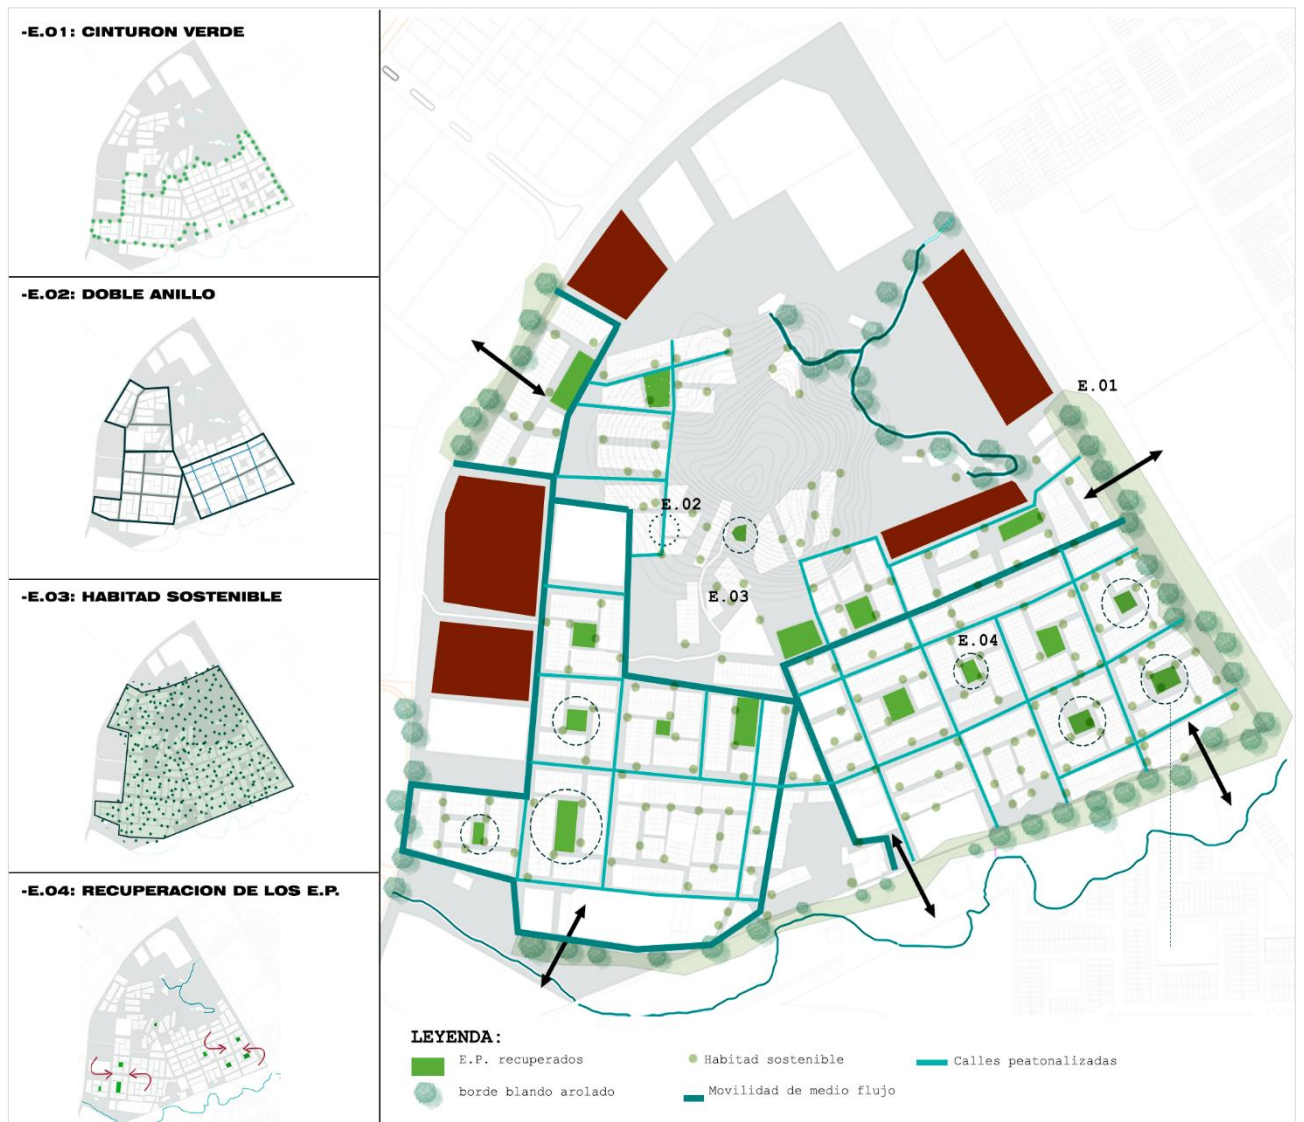 -E.01: CINTURON VERDE
-E.02: DOBLE ANILLO
-E.03: HABITAD SOSTENIBLE
-E.04: RECUPERACION DE LOS E.P.
E.01
E.02
E.03
E.04
LEYENDA:
E.P. recuperados
Habitad sostenible
Calles peatonalizadas
borde blando arolado
Movilidad de medio flujo